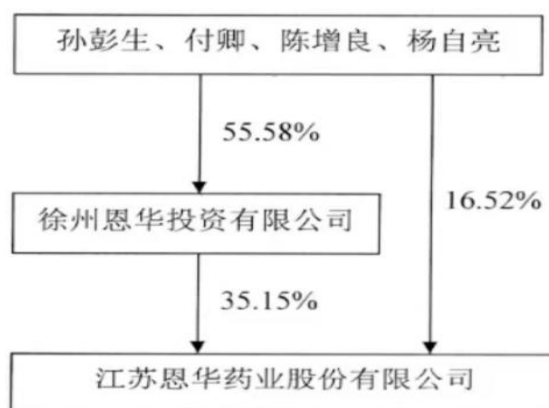 孙彭生、付卿、陈增良、杨自亮
55.58%
16.52%
徐州恩华投资有限公司
35.15%
江苏恩华药业股份有限公司